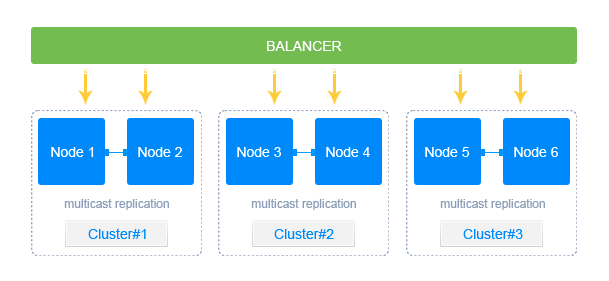 BALANCER
Node 1
Node 2
Node 3
Node 4
Node 5
Node 6
multicast replication
multicast replication
multicast replication
Cluster#1
Cluster#2
Cluster#3